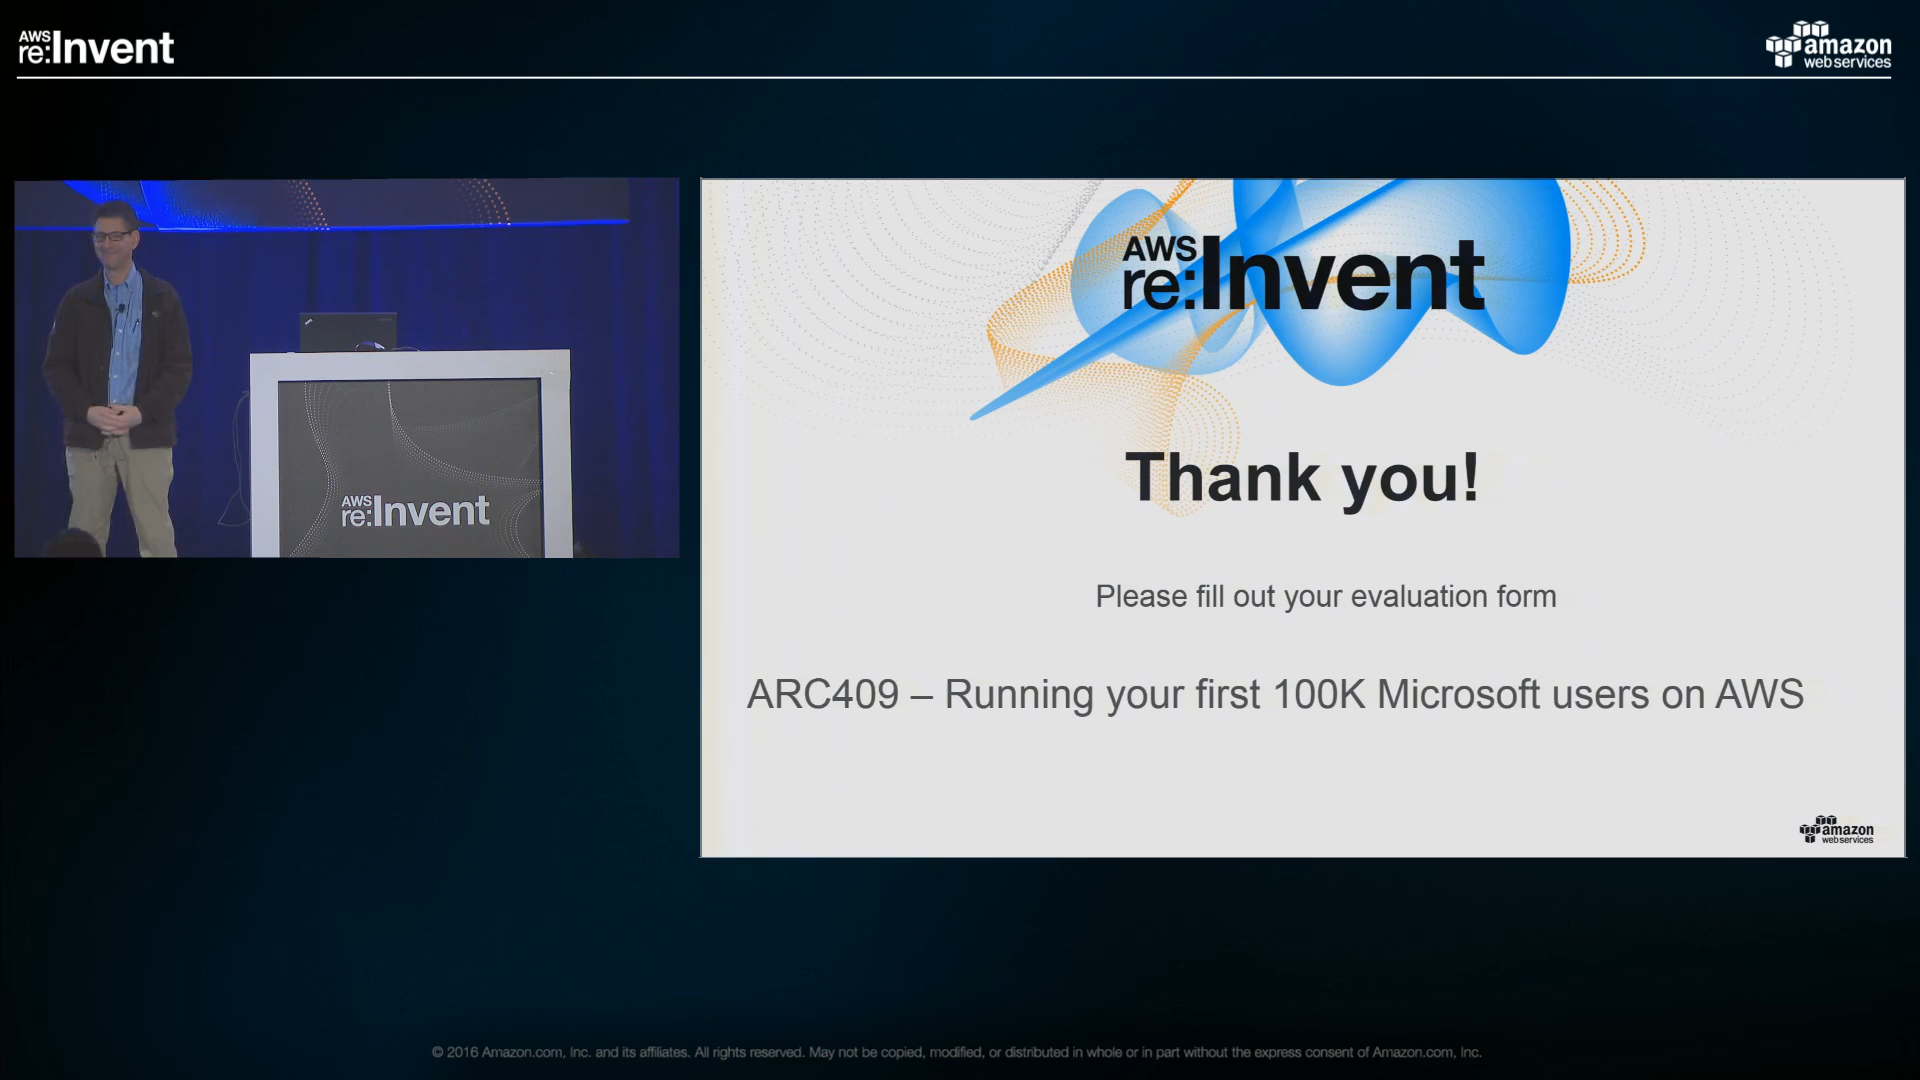 AWS
re:Invent
amazon
web services
AWS
re:Invent
AWS
re:Invent
Thank you!
Please fill out your evaluation form
ARC409 – Running your first 100K Microsoft users on AWS
amazon
web services
© 2016 Amazon.com, Inc. and its affiliates. All rights reserved. May not be copied, modified, or distributed in whole or in part without the express consent of Amazon.com, Inc.